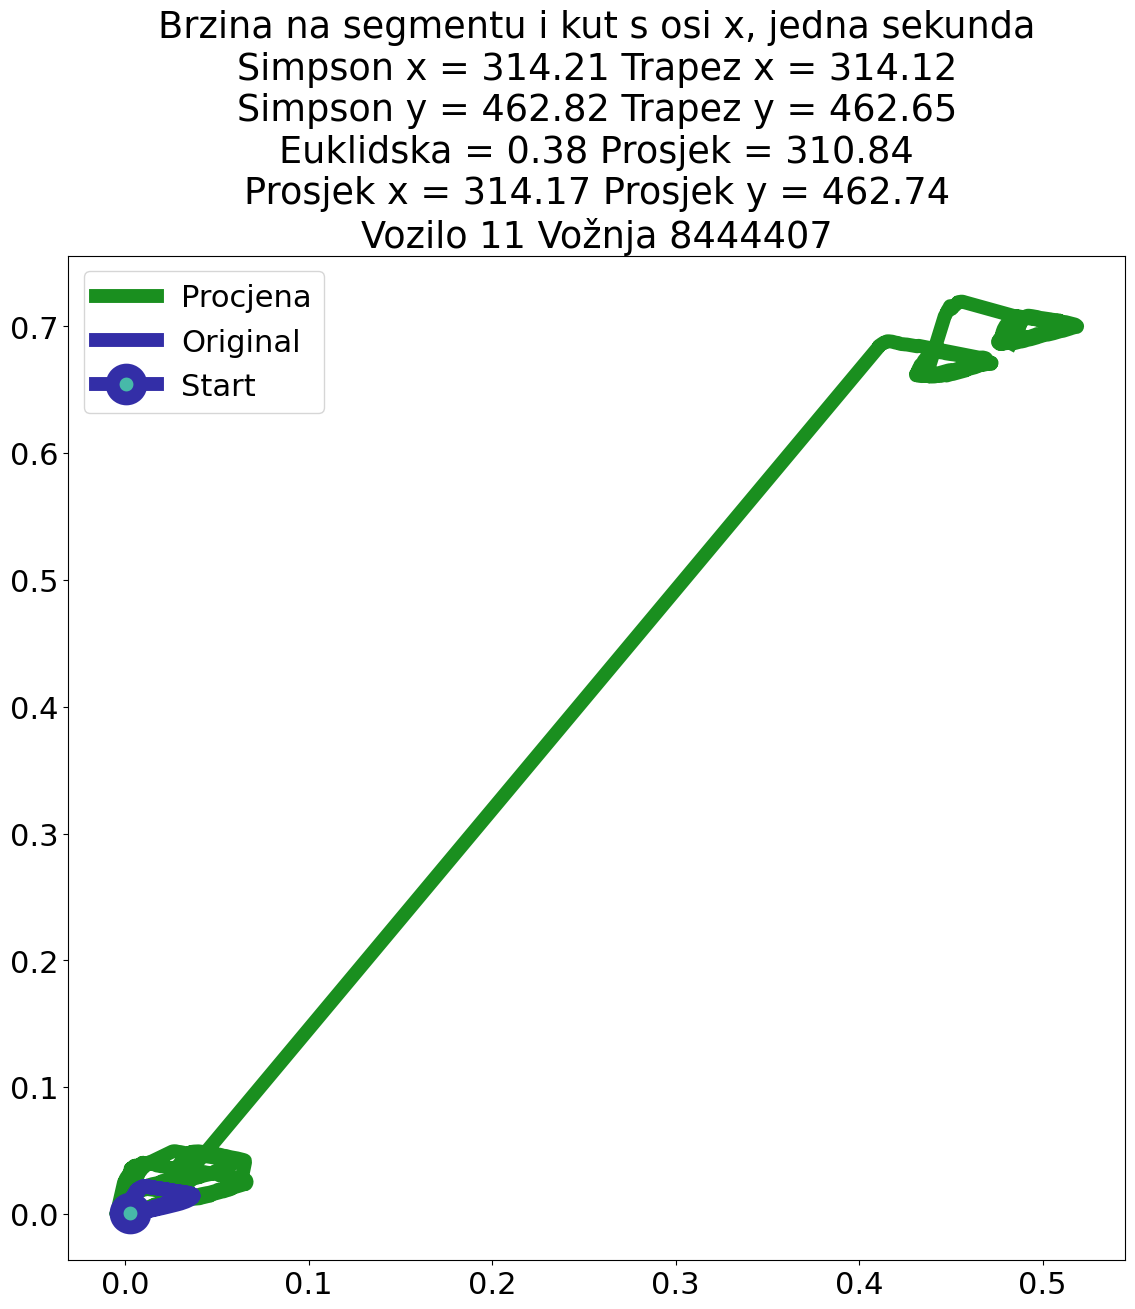 Brzina na segmentu i kut s osi x, jedna sekunda
Simpson x = 314.21 Trapez x = 314.12
Simpson y = 462.82 Trapez y = 462.65
Euklidska = 0.38 Prosjek = 310.84
Prosjek x = 314.17 Prosjek y = 462.74
Vozilo 11 Vožnja 8444407
Procjena
Original
Start
0.7
0.6
0.5
0.4
0.3
0.2
0.1
0.0
0.0 0.1 0.2 0.3 0.4 0.5